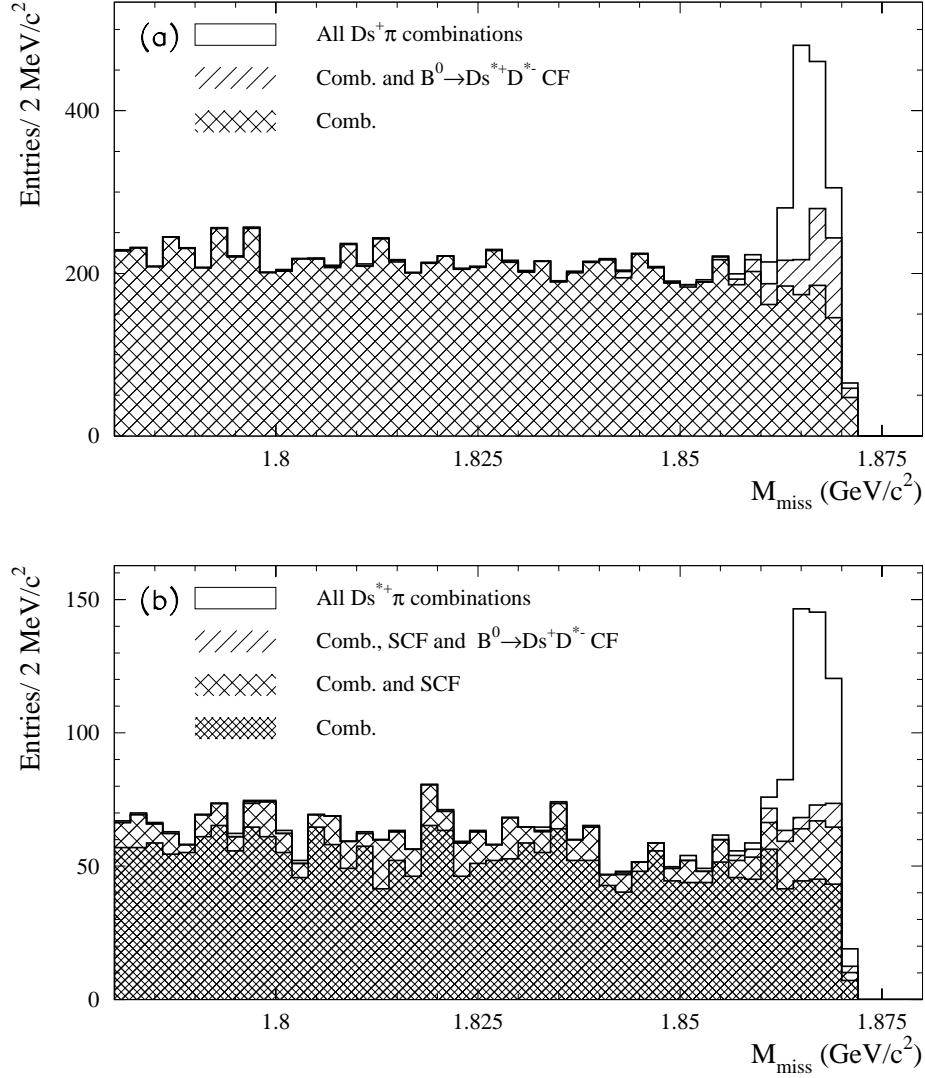 Entries/ 2 MeV/c²
(a)
All Ds⁺π combinations
Comb. and B⁰→Ds*⁺D*⁻ CF
Comb.
400
200
0
1.8
1.825
1.85
1.875
M_miss (GeV/c²)
Entries/ 2 MeV/c²
(b)
All Ds*⁺π combinations
Comb., SCF and B⁰→Ds⁺D*⁻ CF
Comb. and SCF
Comb.
150
100
50
0
1.8
1.825
1.85
1.875
M_miss (GeV/c²)